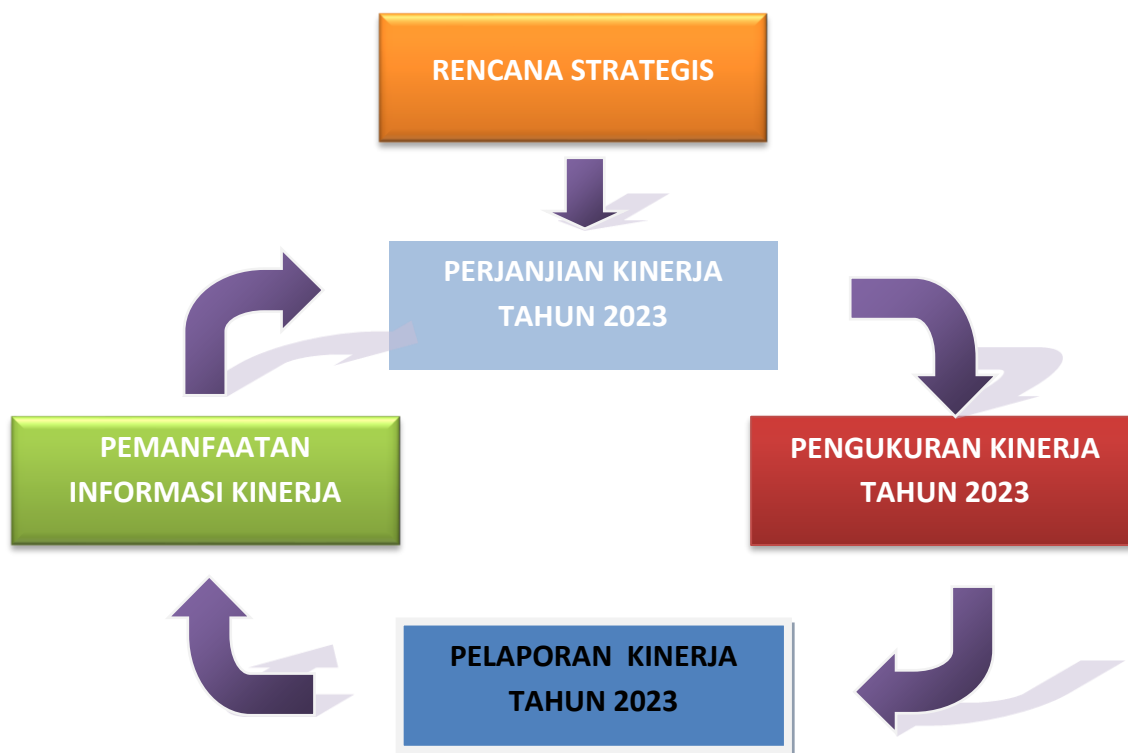 RENCANA STRATEGIS
PERJANJIAN KINERJA
TAHUN 2023
PEMANFAATAN
INFORMASI KINERJA
PENGUKURAN KINERJA
TAHUN 2023
PELAPORAN KINERJA
TAHUN 2023